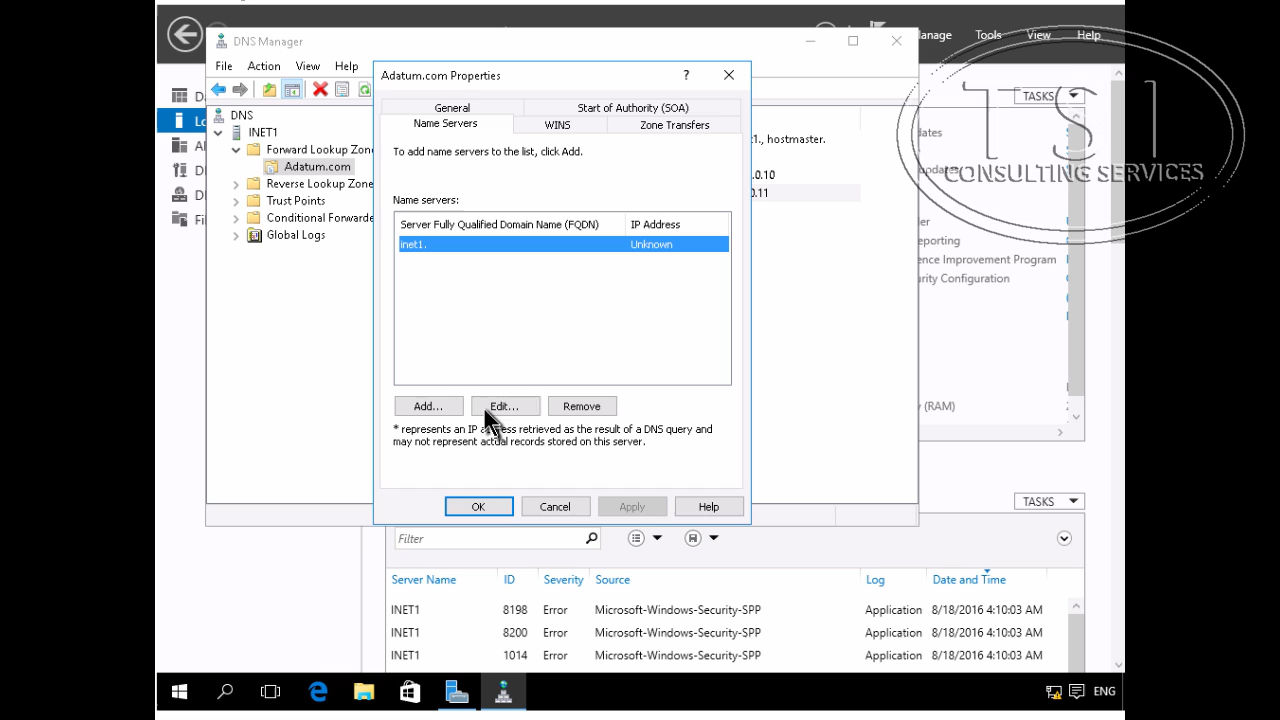 DNS Manager
anage Tools View Help
File Action View Help
DNS
INET1
Forward Lookup Zone
Adatum.com
Reverse Lookup Zone
Trust Points
Conditional Forwarde
Global Logs
Adatum.com Properties
?
General
Start of Authority (SOA)
Name Servers
WINS
Zone Transfers
To add name servers to the list, click Add.
Name servers:
Server Fully Qualified Domain Name (FQDN) IP Address
inet1. Unknown
Add... Edit... Remove
* represents an IP address retrieved as the result of a DNS query and
may not represent actual records stored on this server.
OK Cancel Apply Help
1., hostmaster.
.0.10
0.11
TASKS
TSI
CONSULTING SERVICES
dates
updates
er
eporting
ence Improvement Program
urity Configuration
(RAM)
TASKS
Filter
Server Name ID Severity Source Log Date and Time
INET1 8198 Error Microsoft-Windows-Security-SPP Application 8/18/2016 4:10:03 AM
INET1 8200 Error Microsoft-Windows-Security-SPP Application 8/18/2016 4:10:03 AM
INET1 1014 Error Microsoft-Windows-Security-SPP Application 8/18/2016 4:10:03 AM
ENG